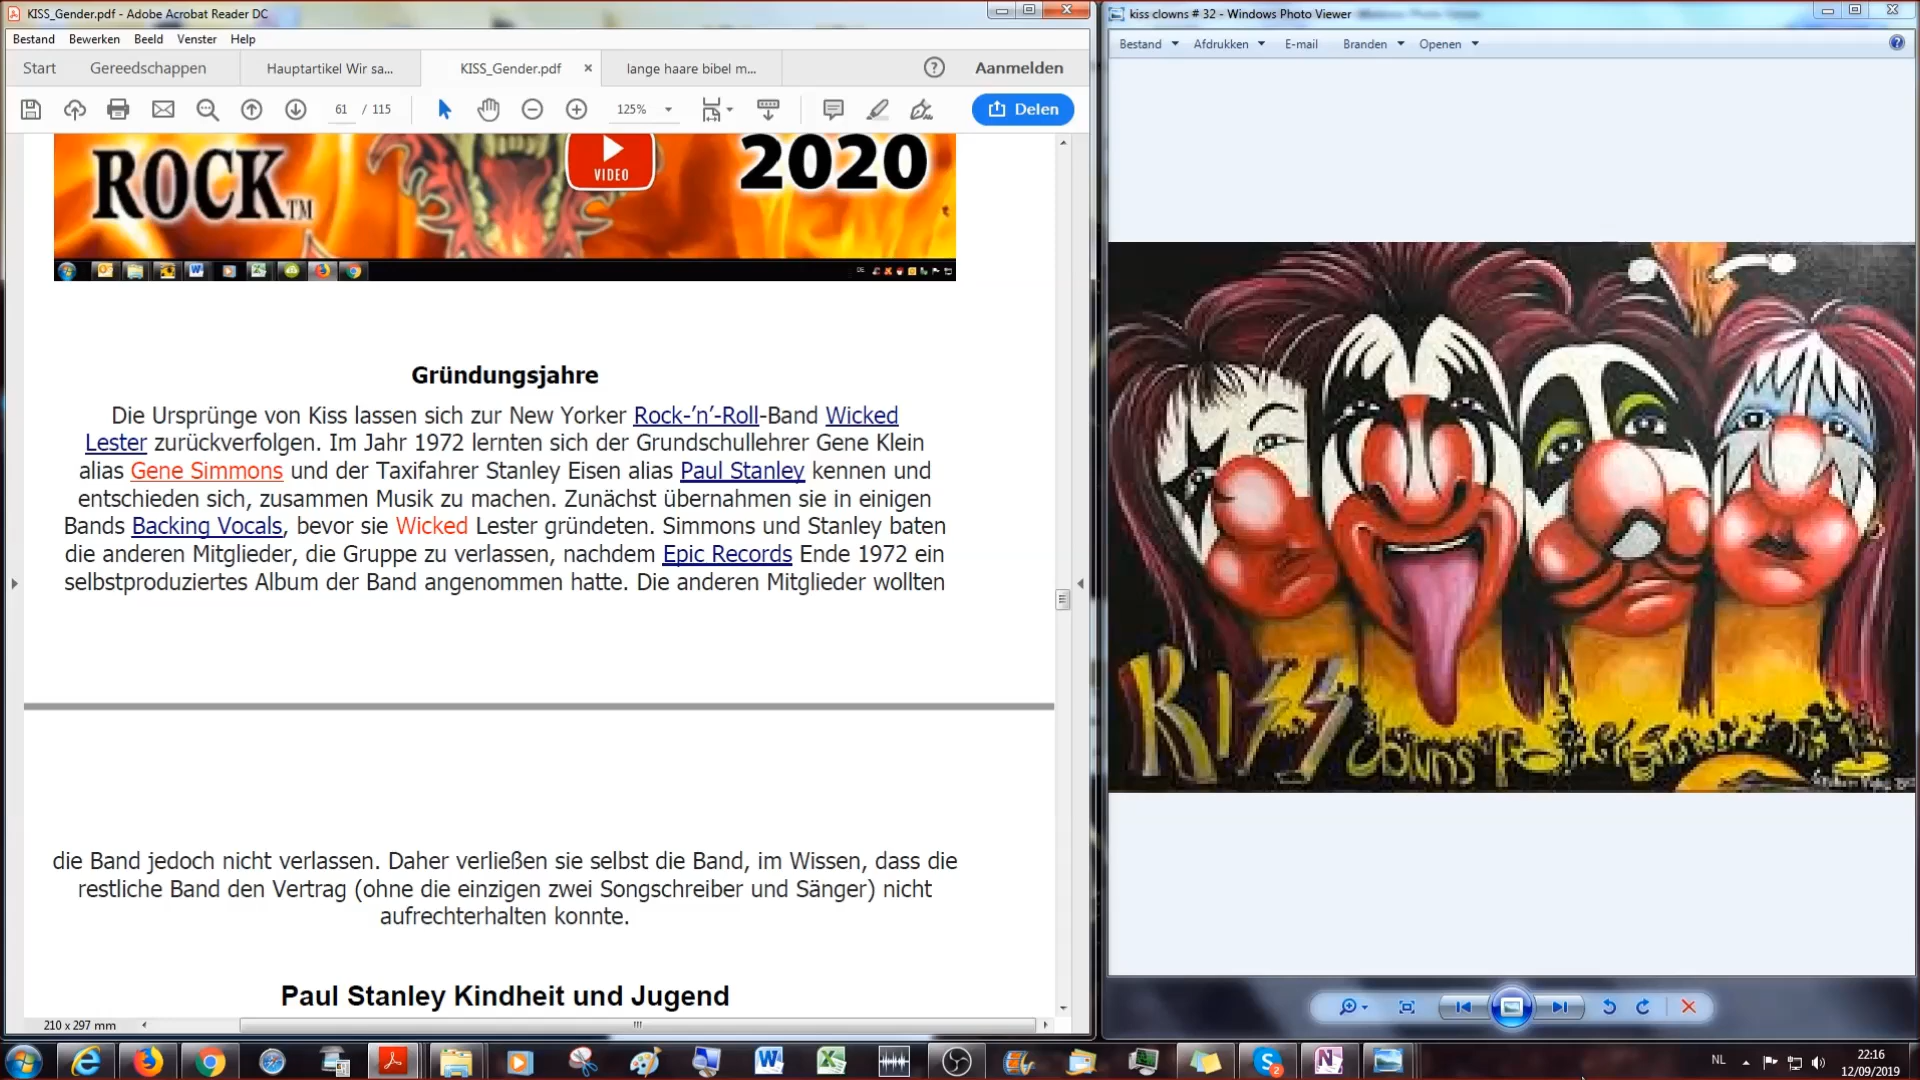 KISS_Gender.pdf - Adobe Acrobat Reader DC
Bestand Bewerken Beeld Venster Help
Start Gereedschappen Hauptartikel Wir sa... KISS_Gender.pdf × lange haare bibel m... Aanmelden
61 / 115 125% Delen
ROCK TM VIDEO 2020
DE
Gründungsjahre
Die Ursprünge von Kiss lassen sich zur New Yorker Rock-’n’-Roll-Band Wicked
Lester zurückverfolgen. Im Jahr 1972 lernten sich der Grundschullehrer Gene Klein
alias Gene Simmons und der Taxifahrer Stanley Eisen alias Paul Stanley kennen und
entschieden sich, zusammen Musik zu machen. Zunächst übernahmen sie in einigen
Bands Backing Vocals, bevor sie Wicked Lester gründeten. Simmons und Stanley baten
die anderen Mitglieder, die Gruppe zu verlassen, nachdem Epic Records Ende 1972 ein
selbstproduziertes Album der Band angenommen hatte. Die anderen Mitglieder wollten
die Band jedoch nicht verlassen. Daher verließen sie selbst die Band, im Wissen, dass die
restliche Band den Vertrag (ohne die einzigen zwei Songschreiber und Sänger) nicht
aufrechterhalten konnte.
Paul Stanley Kindheit und Jugend
210 x 297 mm
kiss clowns # 32 - Windows Photo Viewer
Bestand Afdrukken E-mail Branden Openen
KISS
Clowns
NL
22:16
12/09/2019